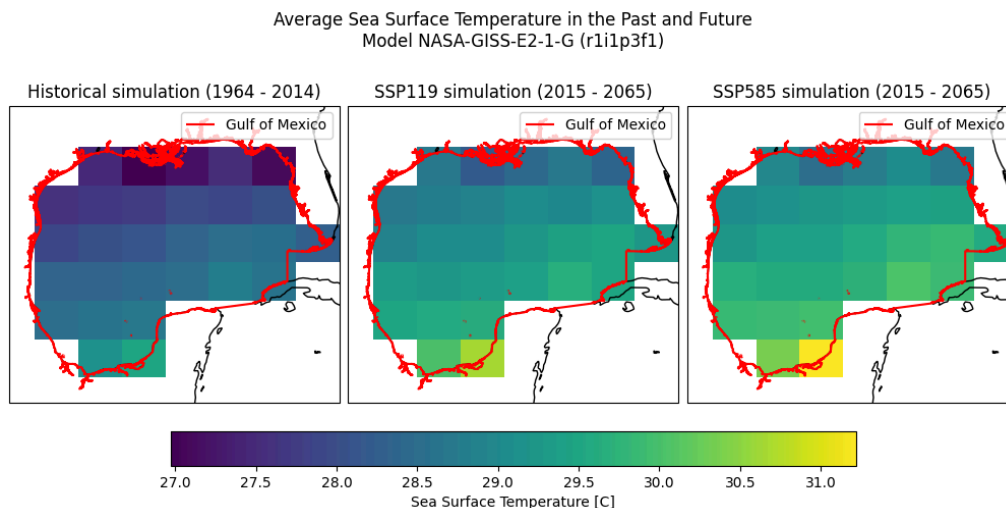 Average Sea Surface Temperature in the Past and Future
Model NASA-GISS-E2-1-G (r1i1p3f1)
Historical simulation (1964 - 2014)
SSP119 simulation (2015 - 2065)
SSP585 simulation (2015 - 2065)
Gulf of Mexico
Gulf of Mexico
Gulf of Mexico
27.0 27.5 28.0 28.5 29.0 29.5 30.0 30.5 31.0
Sea Surface Temperature [C]